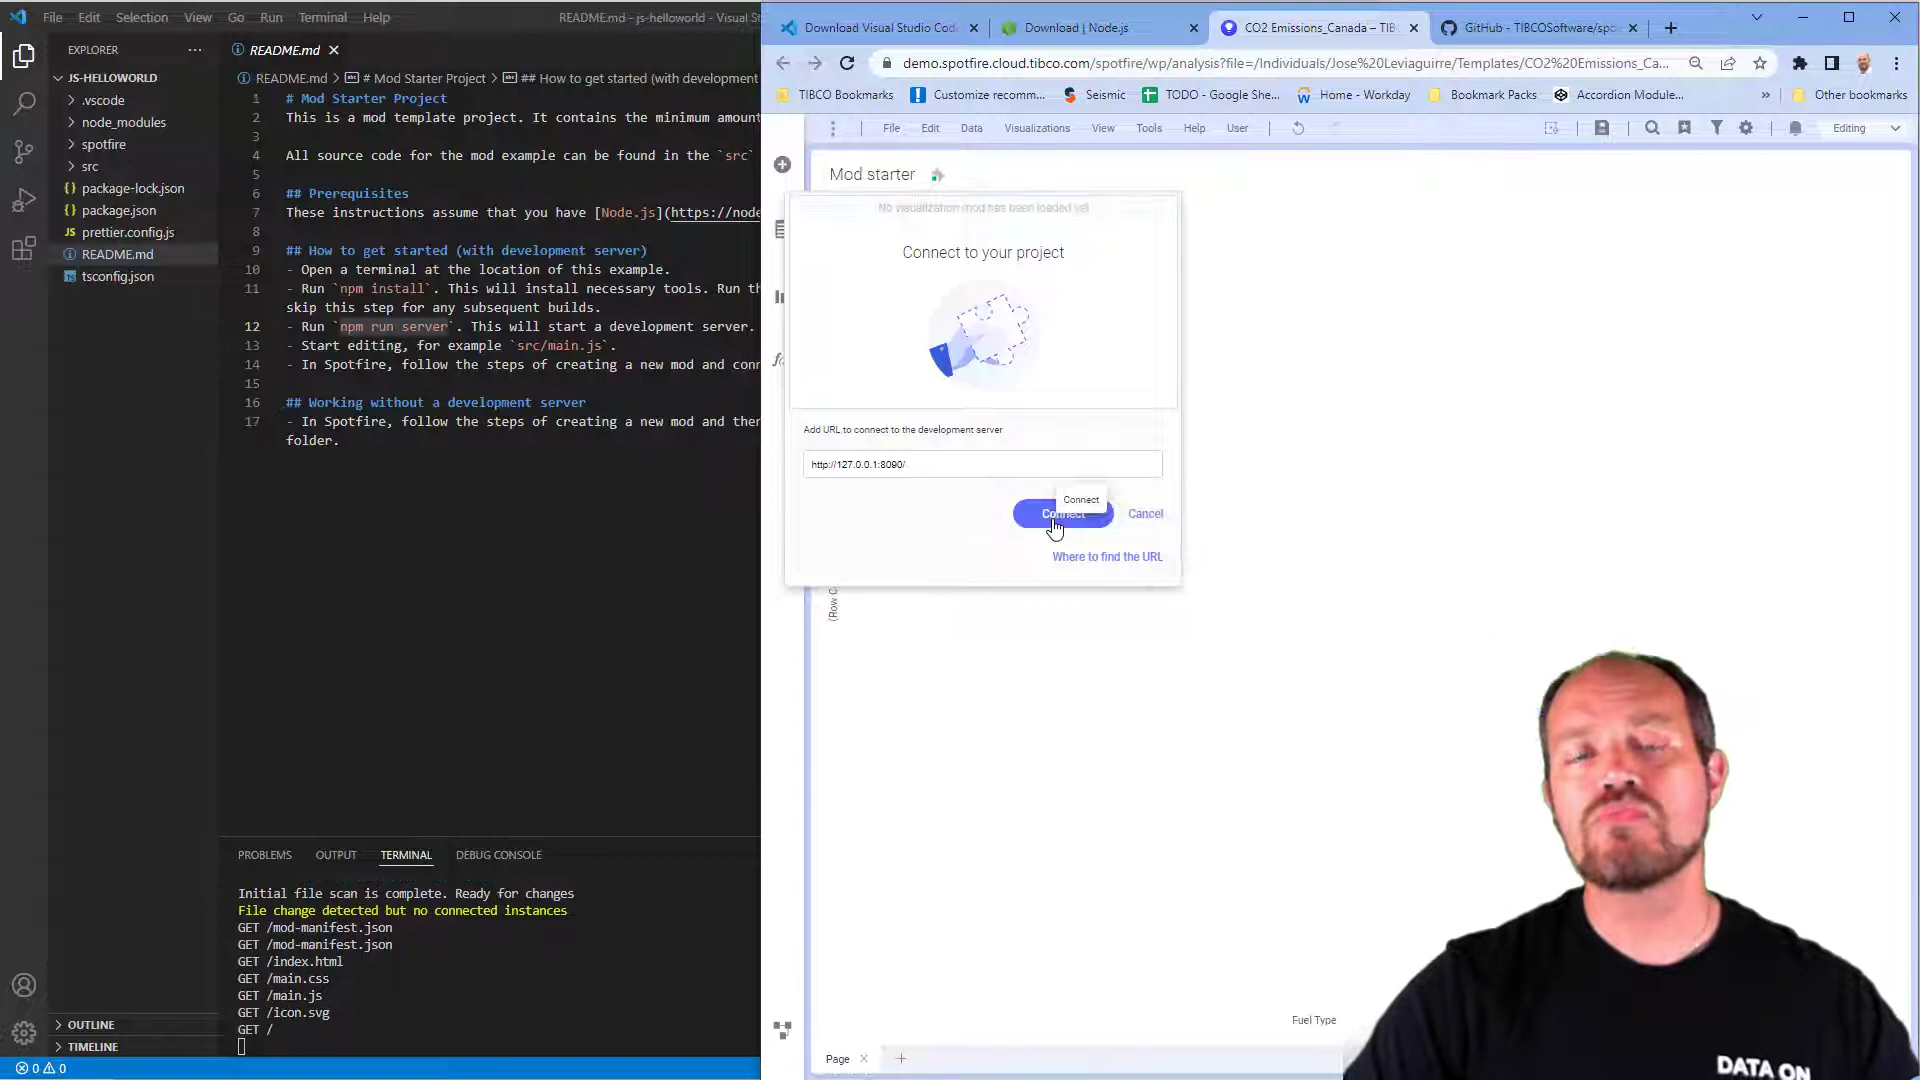 File Edit Selection View Go Run Terminal Help
README.md - js-helloworld - Visual St
EXPLORER
JS-HELLOWORLD
.vscode
node_modules
spotfire
src
package-lock.json
package.json
prettier.config.js
README.md
tsconfig.json
OUTLINE
TIMELINE
0 0
README.md
README.md > # Mod Starter Project > ## How to get started (with development
1 # Mod Starter Project
2 This is a mod template project. It contains the minimum amount
3
4 All source code for the mod example can be found in the `src`
5
6 ## Prerequisites
7 These instructions assume that you have [Node.js](https://node
8
9 ## How to get started (with development server)
10 - Open a terminal at the location of this example.
11 - Run `npm install`. This will install necessary tools. Run th
skip this step for any subsequent builds.
12 - Run `npm run server`. This will start a development server.
13 - Start editing, for example `src/main.js`.
14 - In Spotfire, follow the steps of creating a new mod and conn
15
16 ## Working without a development server
17 - In Spotfire, follow the steps of creating a new mod and then
folder.
PROBLEMS OUTPUT TERMINAL DEBUG CONSOLE
Initial file scan is complete. Ready for changes
File change detected but no connected instances
GET /mod-manifest.json
GET /mod-manifest.json
GET /index.html
GET /main.css
GET /main.js
GET /icon.svg
GET /
Download Visual Studio Cod
Download | Node.js
CO2 Emissions_Canada – TIB
GitHub - TIBCOSoftware/spo
demo.spotfire.cloud.tibco.com/spotfire/wp/analysis?file=/Individuals/Jose%20Leviaguirre/Templates/CO2%20Emissions_Ca...
TIBCO Bookmarks Customize recomm... Seismic TODO - Google She... Home - Workday Bookmark Packs Accordion Module... » Other bookmarks
File Edit Data Visualizations View Tools Help User Editing
Mod starter
No visualization mod has been loaded yet
Connect to your project
Add URL to connect to the development server
http://127.0.0.1:8090/
Connect
Connect
Cancel
Where to find the URL
(Row C
Fuel Type
Page
DATA ON